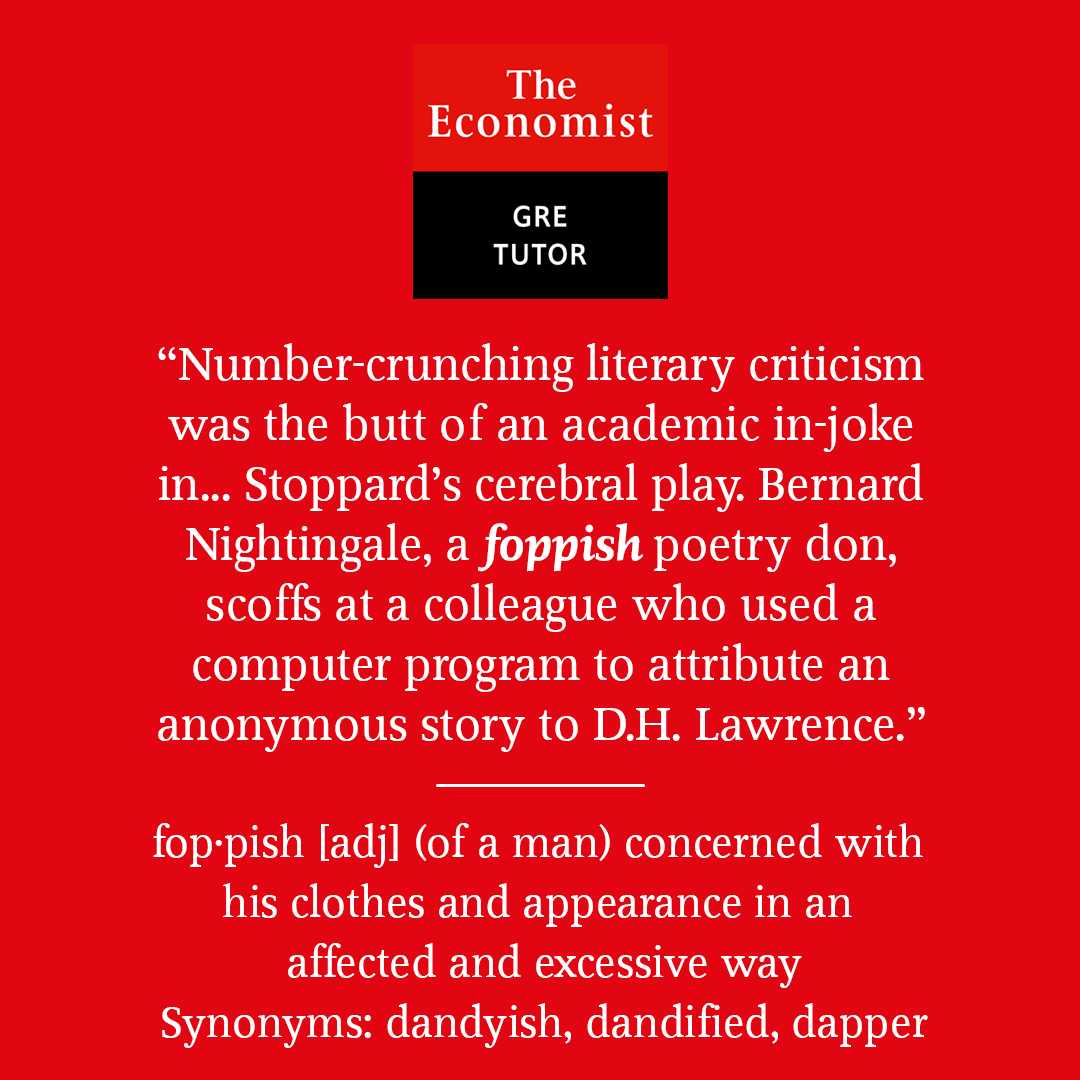 The
Economist
GRE
TUTOR
“Number-crunching literary criticism
was the butt of an academic in-joke
in... Stoppard’s cerebral play. Bernard
Nightingale, a foppish poetry don,
scoffs at a colleague who used a
computer program to attribute an
anonymous story to D.H. Lawrence.”
fop·pish [adj] (of a man) concerned with
his clothes and appearance in an
affected and excessive way
Synonyms: dandyish, dandified, dapper